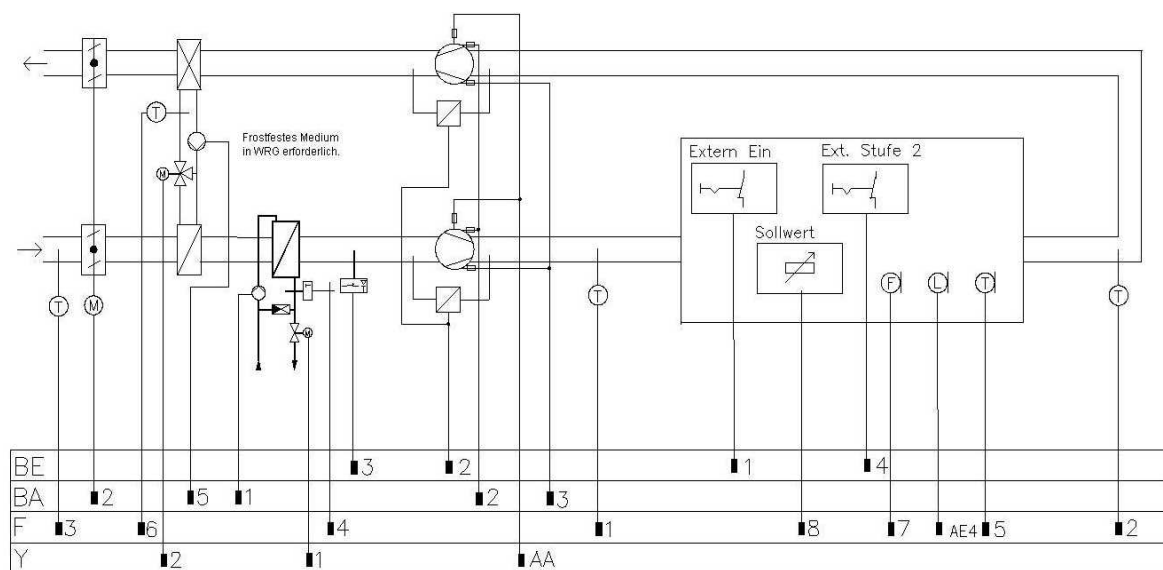 T
Frostfestes Medium
in WRG erforderlich.
M
Extern Ein
Ext. Stufe 2
Sollwert
T
M
M
T
F
L
T
T
BE
3
2
1
4
BA
2
5
1
2
3
F
3
6
4
1
8
7
AE4
5
2
Y
2
1
AA